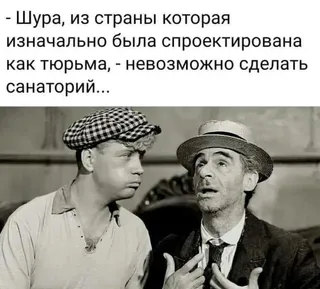 - Шура, из страны которая
изначально была спроектирована
как тюрьма, - невозможно сделать
санаторий...